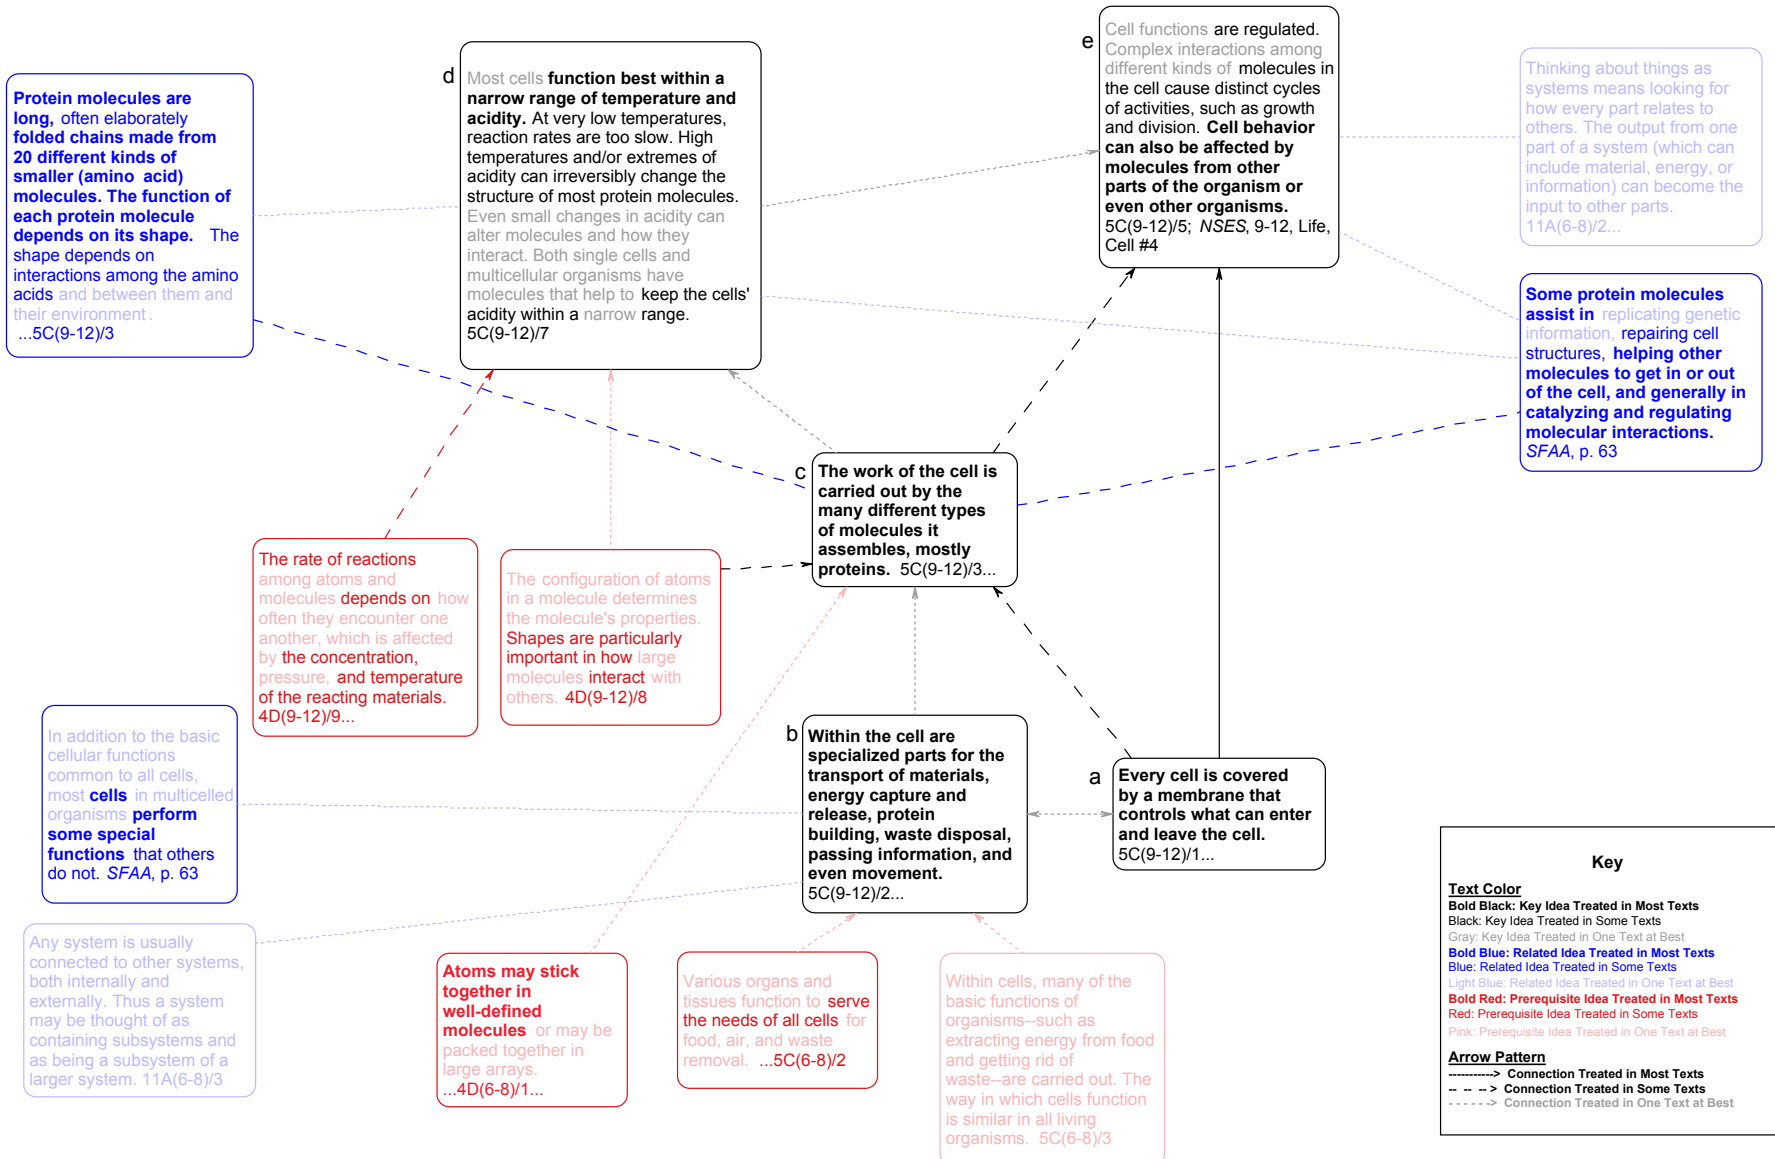 Protein molecules are
long, often elaborately
folded chains made from
20 different kinds of
smaller (amino acid)
molecules. The function of
each protein molecule
depends on its shape. The
shape depends on
interactions among the amino
acids and between them and
their environment.
...5C(9-12)/3
d
Most cells function best within a
narrow range of temperature and
acidity. At very low temperatures,
reaction rates are too slow. High
temperatures and/or extremes of
acidity can irreversibly change the
structure of most protein molecules.
Even small changes in acidity can
alter molecules and how they
interact. Both single cells and
multicellular organisms have
molecules that help to keep the cells'
acidity within a narrow range.
5C(9-12)/7
e
Cell functions are regulated.
Complex interactions among
different kinds of molecules in
the cell cause distinct cycles
of activities, such as growth
and division. Cell behavior
can also be affected by
molecules from other
parts of the organism or
even other organisms.
5C(9-12)/5; NSES, 9-12, Life,
Cell #4
Thinking about things as
systems means looking for
how every part relates to
others. The output from one
part of a system (which can
include material, energy, or
information) can become the
input to other parts.
11A(6-8)/2...
Some protein molecules
assist in replicating genetic
information, repairing cell
structures, helping other
molecules to get in or out
of the cell, and generally in
catalyzing and regulating
molecular interactions.
SFAA, p. 63
c
The work of the cell is
carried out by the
many different types
of molecules it
assembles, mostly
proteins. 5C(9-12)/3...
The rate of reactions
among atoms and
molecules depends on how
often they encounter one
another, which is affected
by the concentration,
pressure, and temperature
of the reacting materials.
4D(9-12)/9...
The configuration of atoms
in a molecule determines
the molecule's properties.
Shapes are particularly
important in how large
molecules interact with
others. 4D(9-12)/8
In addition to the basic
cellular functions
common to all cells,
most cells in multicelled
organisms perform
some special
functions that others
do not. SFAA, p. 63
b
Within the cell are
specialized parts for the
transport of materials,
energy capture and
release, protein
building, waste disposal,
passing information, and
even movement.
5C(9-12)/2...
a
Every cell is covered
by a membrane that
controls what can enter
and leave the cell.
5C(9-12)/1...
Any system is usually
connected to other systems,
both internally and
externally. Thus a system
may be thought of as
containing subsystems and
as being a subsystem of a
larger system. 11A(6-8)/3
Atoms may stick
together in
well-defined
molecules or may be
packed together in
large arrays.
...4D(6-8)/1...
Various organs and
tissues function to serve
the needs of all cells for
food, air, and waste
removal. ...5C(6-8)/2
Within cells, many of the
basic functions of
organisms--such as
extracting energy from food
and getting rid of
waste--are carried out. The
way in which cells function
is similar in all living
organisms. 5C(6-8)/3
Key
Text Color
Bold Black: Key Idea Treated in Most Texts
Black: Key Idea Treated in Some Texts
Gray: Key Idea Treated in One Text at Best
Bold Blue: Related Idea Treated in Most Texts
Blue: Related Idea Treated in Some Texts
Light Blue: Related Idea Treated in One Text at Best
Bold Red: Prerequisite Idea Treated in Most Texts
Red: Prerequisite Idea Treated in Some Texts
Pink: Prerequisite Idea Treated in One Text at Best
Arrow Pattern
----------> Connection Treated in Most Texts
-- -- -- > Connection Treated in Some Texts
- - - - - -> Connection Treated in One Text at Best